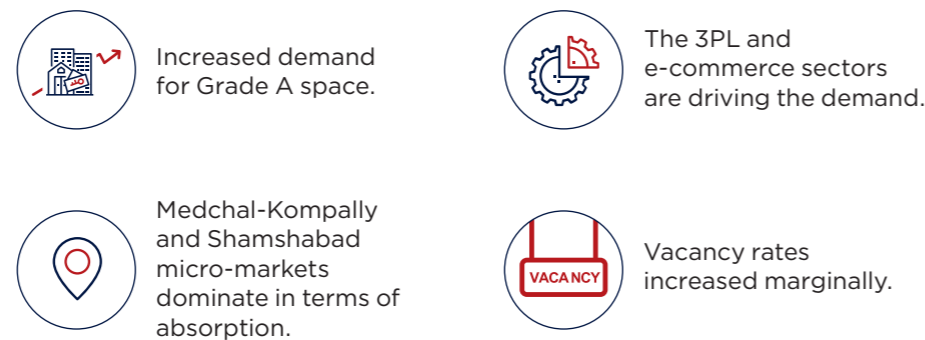 Increased demand
for Grade A space.
The 3PL and
e-commerce sectors
are driving the demand.
Medchal-Kompally
and Shamshabad
micro-markets
dominate in terms of
absorption.
VACANCY
Vacancy rates
increased marginally.